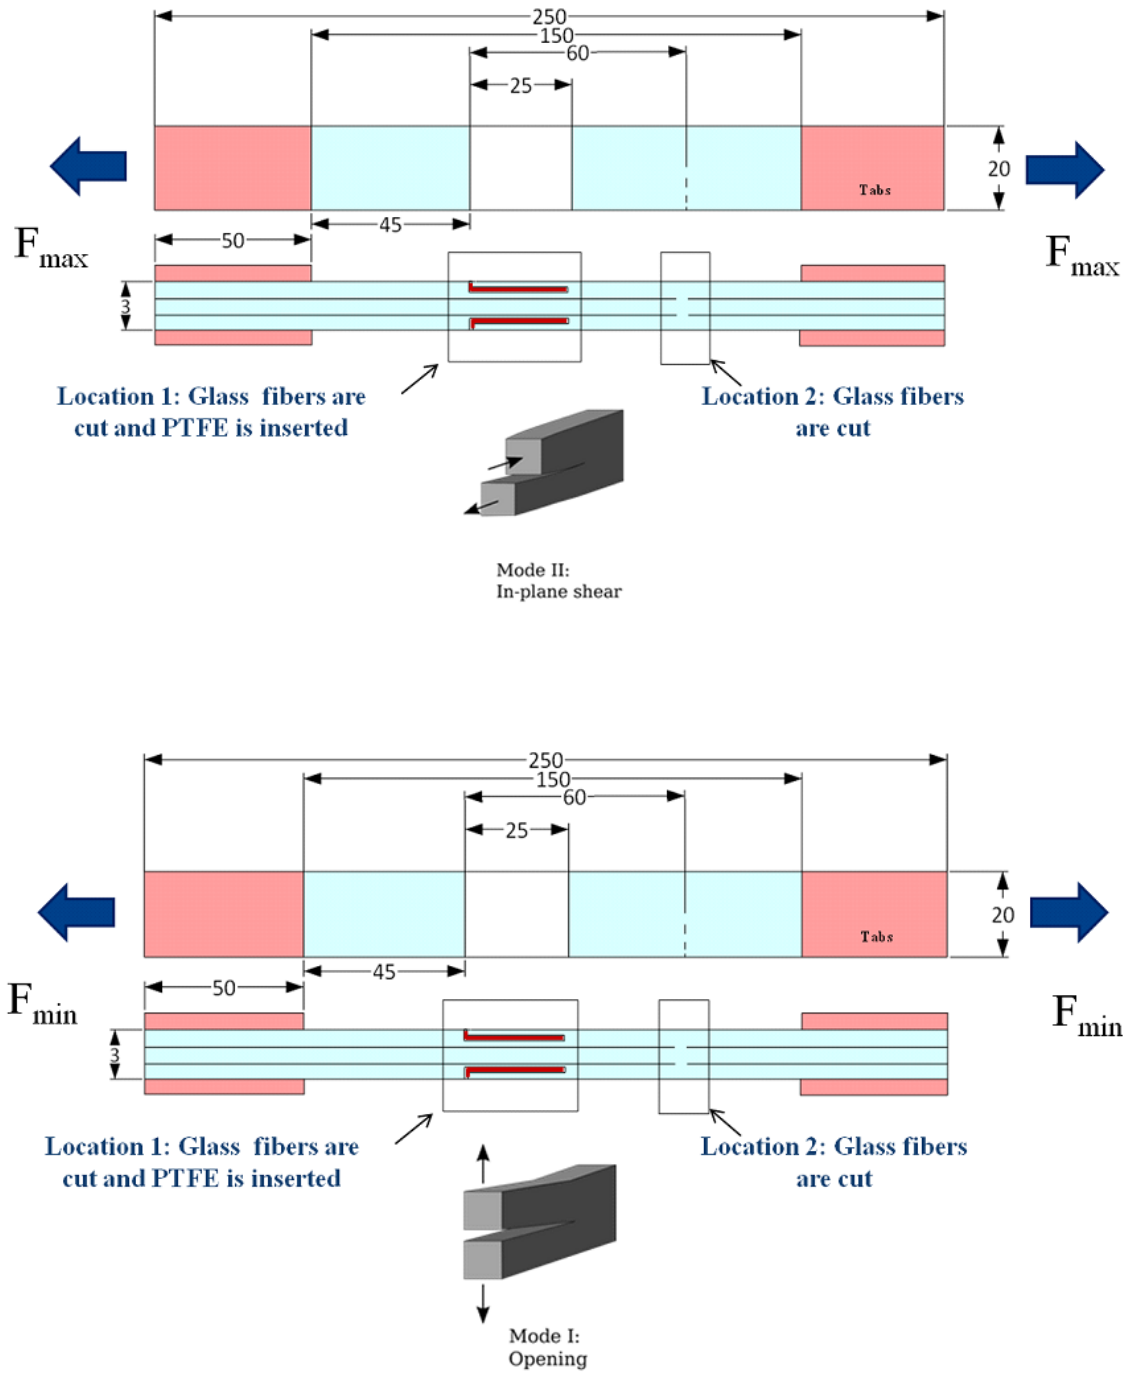 250
150
60
25
20
Tabs
45
50
F max
F max
3
Location 1: Glass fibers are
cut and PTFE is inserted
Location 2: Glass fibers
are cut
Mode II:
In-plane shear
250
150
60
25
20
Tabs
45
50
F min
F min
3
Location 1: Glass fibers are
cut and PTFE is inserted
Location 2: Glass fibers
are cut
Mode I:
Opening